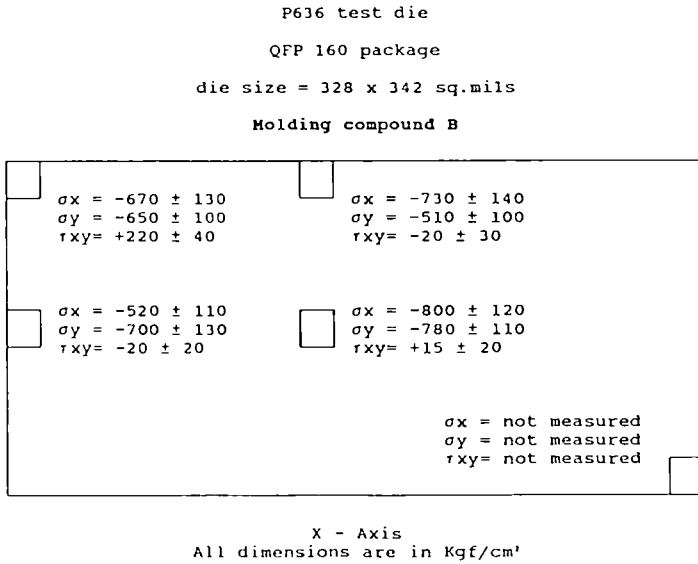 P636 test die
QFP 160 package
die size = 328 x 342 sq.mils
Molding compound B
σx = -670 ± 130
σy = -650 ± 100
τxy= +220 ± 40
σx = -730 ± 140
σy = -510 ± 100
τxy= -20 ± 30
σx = -520 ± 110
σy = -700 ± 130
τxy= -20 ± 20
σx = -800 ± 120
σy = -780 ± 110
τxy= +15 ± 20
σx = not measured
σy = not measured
τxy= not measured
X - Axis
All dimensions are in Kgf/cm²